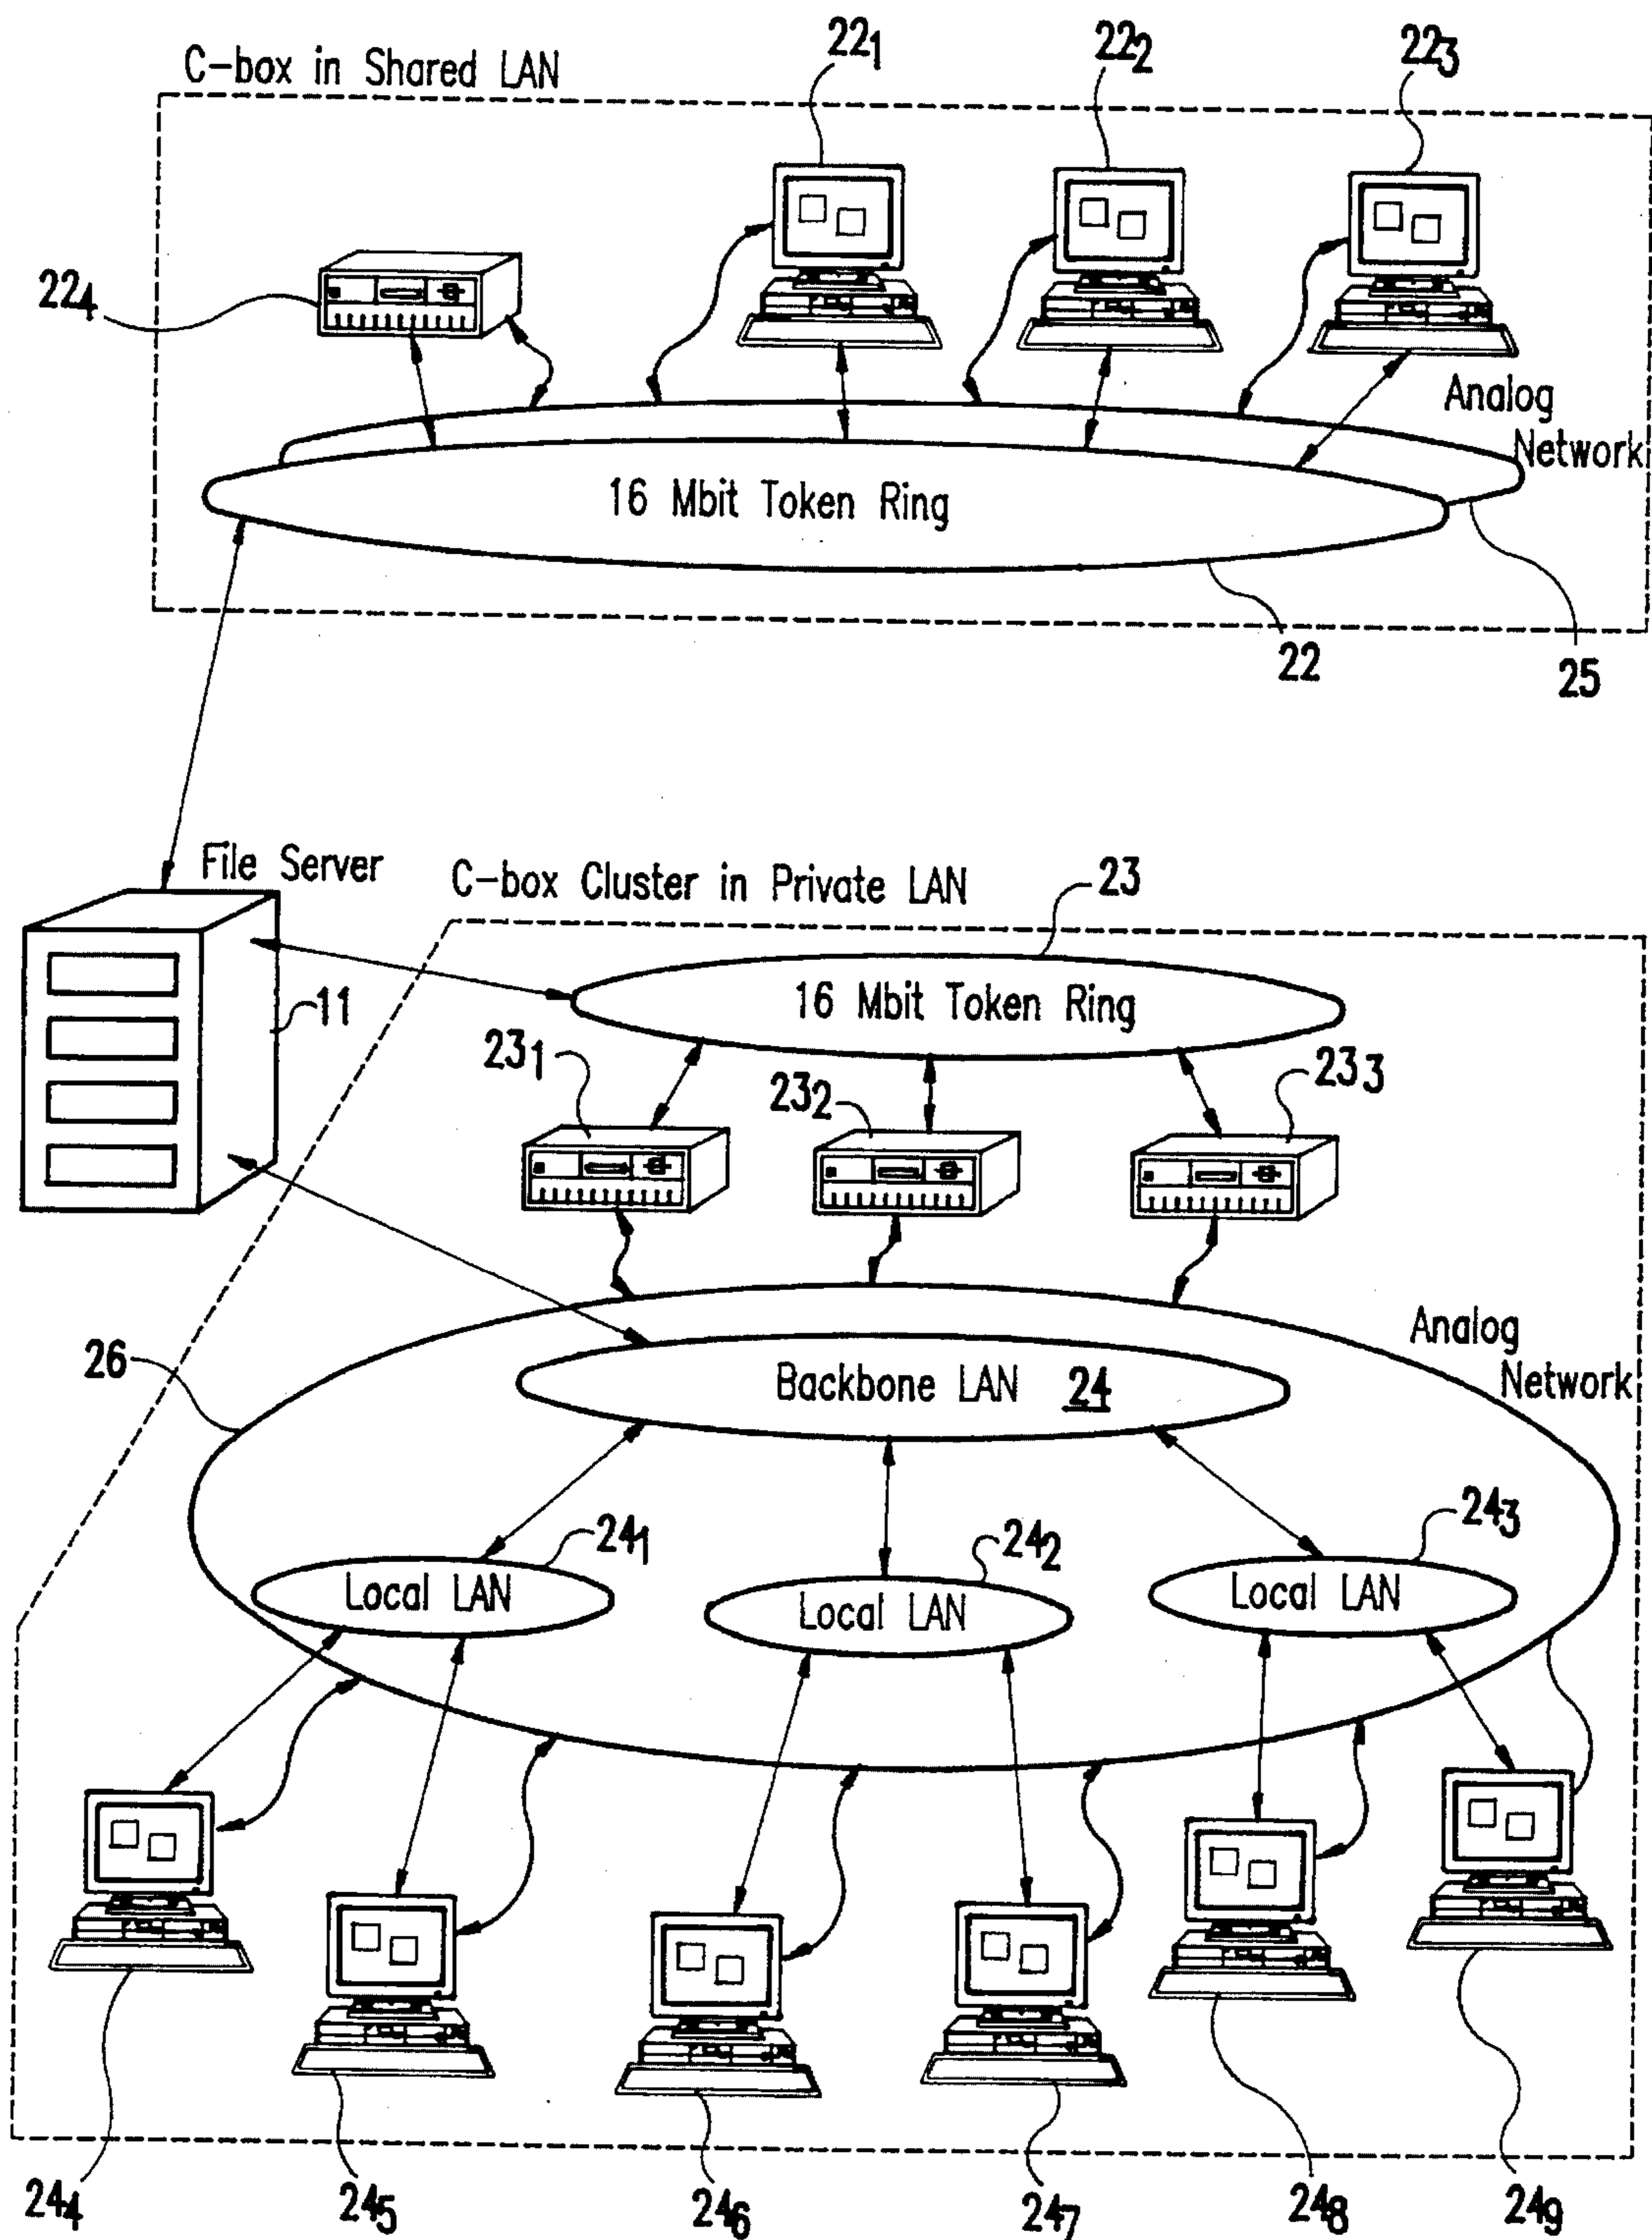 C-box in Shared LAN
22₁
22₂
22₃
22₄
Analog
Network
16 Mbit Token Ring
22
25
File Server
C-box Cluster in Private LAN
23
16 Mbit Token Ring
11
23₁
23₂
23₃
26
Analog
Network
Backbone LAN 24
24₁
24₂
24₃
Local LAN
Local LAN
Local LAN
24₄
24₅
24₆
24₇
24₈
24₉